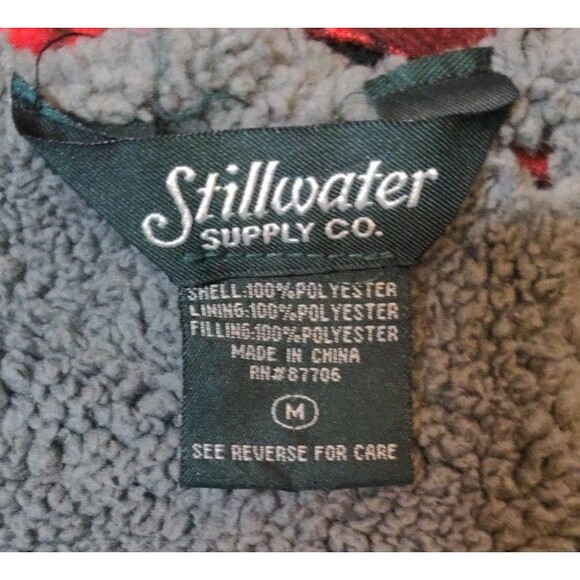 Stillwater
SUPPLY CO.
SHELL:100%POLYESTER
LINING:100%POLYESTER
FILLING:100%POLYESTER
MADE IN CHINA
RN#87706
M
SEE REVERSE FOR CARE